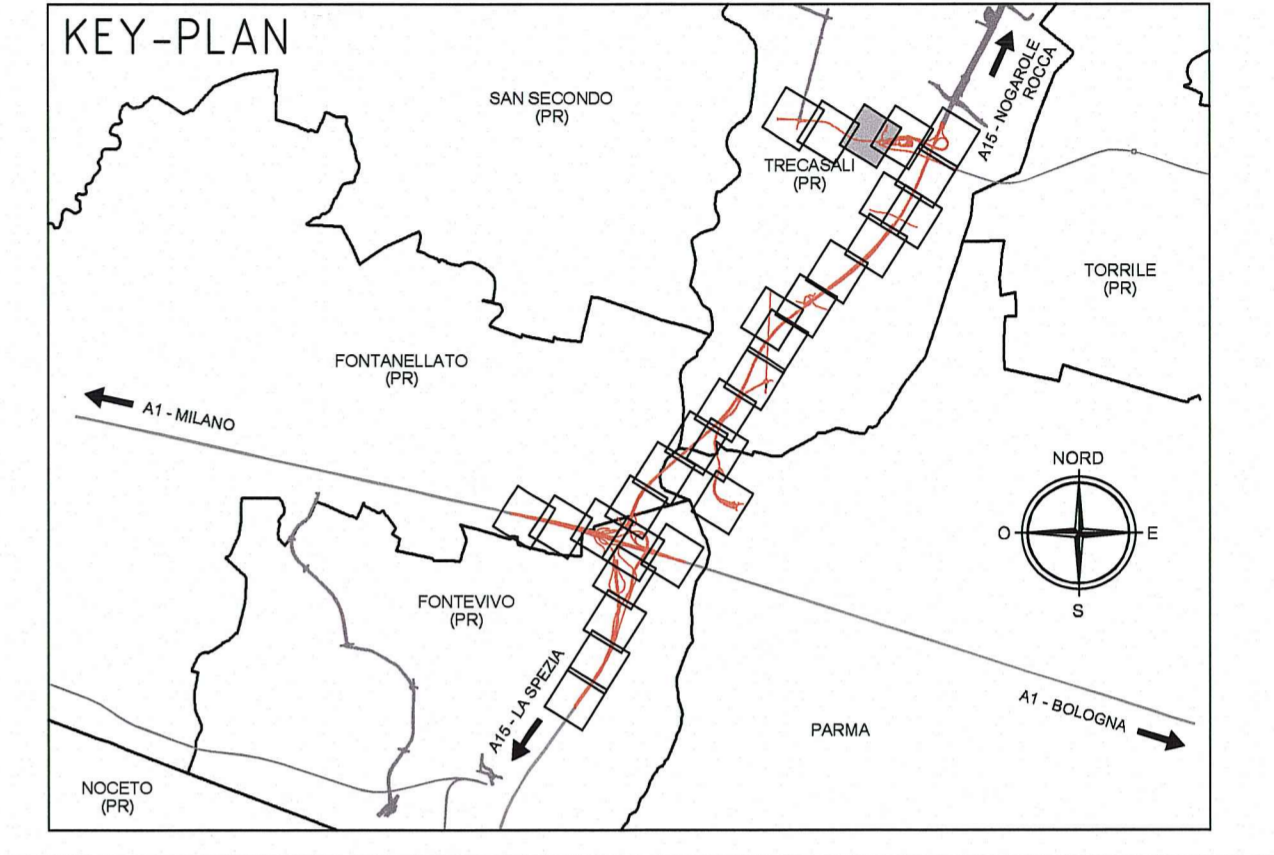 KEY-PLAN
SAN SECONDO
(PR)
A15 - NOGAROLE
ROCCA
TRECASALI
(PR)
TORRILE
(PR)
FONTANELLATO
(PR)
A1 - MILANO
NORD
O
E
S
FONTEVIVO
(PR)
A15 - LA SPEZIA
A1 - BOLOGNA
PARMA
NOCETO
(PR)